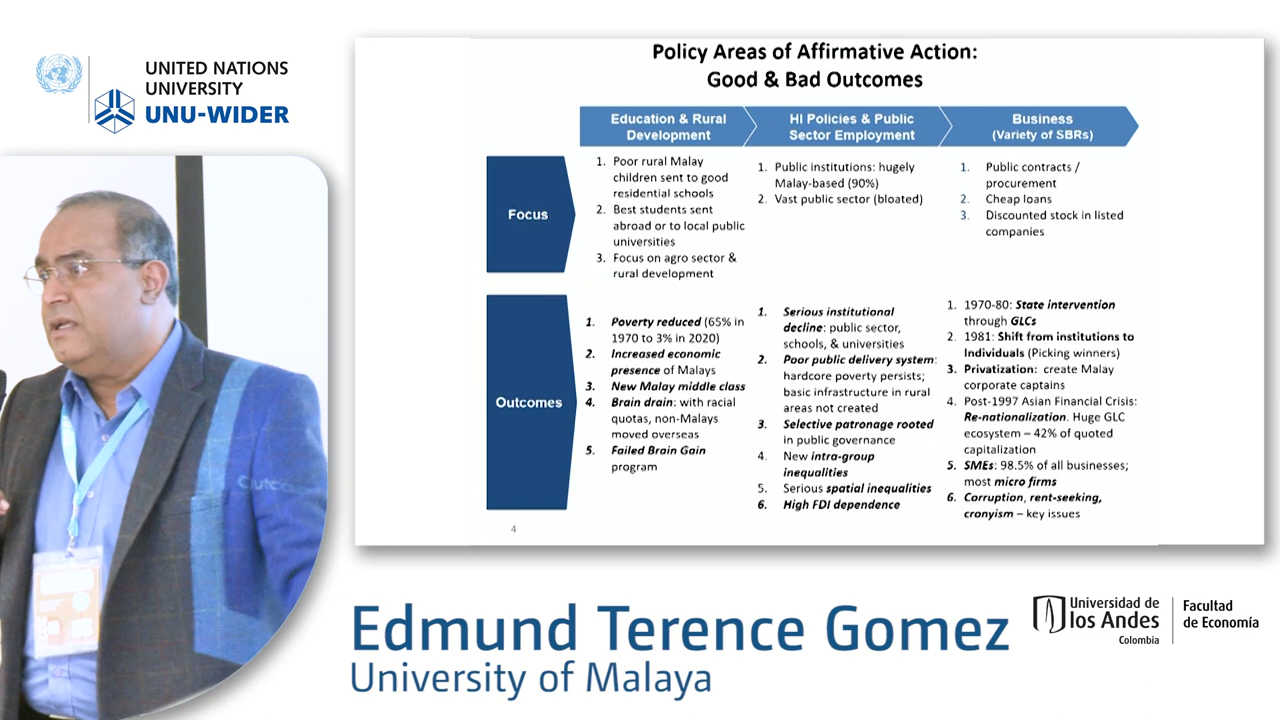 UNITED NATIONS
UNIVERSITY
UNU-WIDER
Policy Areas of Affirmative Action:
Good & Bad Outcomes
Education & Rural
Development
HI Policies & Public
Sector Employment
Business
(Variety of SBRs)
Focus
1. Poor rural Malay
children sent to good
residential schools
2. Best students sent
abroad or to local public
universities
3. Focus on agro sector &
rural development
1. Public institutions: hugely
Malay-based (90%)
2. Vast public sector (bloated)
1. Public contracts /
procurement
2. Cheap loans
3. Discounted stock in listed
companies
Outcomes
1. Poverty reduced (65% in
1970 to 3% in 2020)
2. Increased economic
presence of Malays
3. New Malay middle class
4. Brain drain: with racial
quotas, non-Malays
moved overseas
5. Failed Brain Gain
program
1. Serious institutional
decline: public sector,
schools, & universities
2. Poor public delivery system:
hardcore poverty persists;
basic infrastructure in rural
areas not created
3. Selective patronage rooted
in public governance
4. New intra-group
inequalities
5. Serious spatial inequalities
6. High FDI dependence
1. 1970-80: State intervention
through GLCs
2. 1981: Shift from institutions to
Individuals (Picking winners)
3. Privatization: create Malay
corporate captains
4. Post-1997 Asian Financial Crisis:
Re-nationalization. Huge GLC
ecosystem – 42% of quoted
capitalization
5. SMEs: 98.5% of all businesses;
most micro firms
6. Corruption, rent-seeking,
cronyism – key issues
4
Edmund Terence Gomez
University of Malaya
Universidad de
los Andes
Colombia
Facultad
de Economía